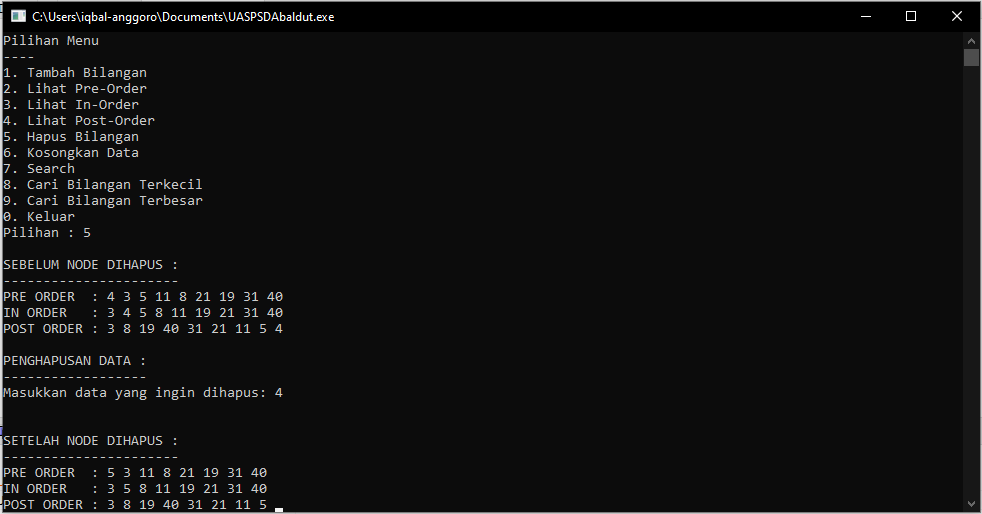 C:\Users\iqbal-anggoro\Documents\UASPSDAbaldut.exe
Pilihan Menu
----
1. Tambah Bilangan
2. Lihat Pre-Order
3. Lihat In-Order
4. Lihat Post-Order
5. Hapus Bilangan
6. Kosongkan Data
7. Search
8. Cari Bilangan Terkecil
9. Cari Bilangan Terbesar
0. Keluar
Pilihan : 5
SEBELUM NODE DIHAPUS :
----------------------
PRE ORDER  : 4 3 5 11 8 21 19 31 40
IN ORDER   : 3 4 5 8 11 19 21 31 40
POST ORDER : 3 8 19 40 31 21 11 5 4
PENGHAPUSAN DATA :
------------------
Masukkan data yang ingin dihapus: 4
SETELAH NODE DIHAPUS :
----------------------
PRE ORDER  : 5 3 11 8 21 19 31 40
IN ORDER   : 3 5 8 11 19 21 31 40
POST ORDER : 3 8 19 40 31 21 11 5